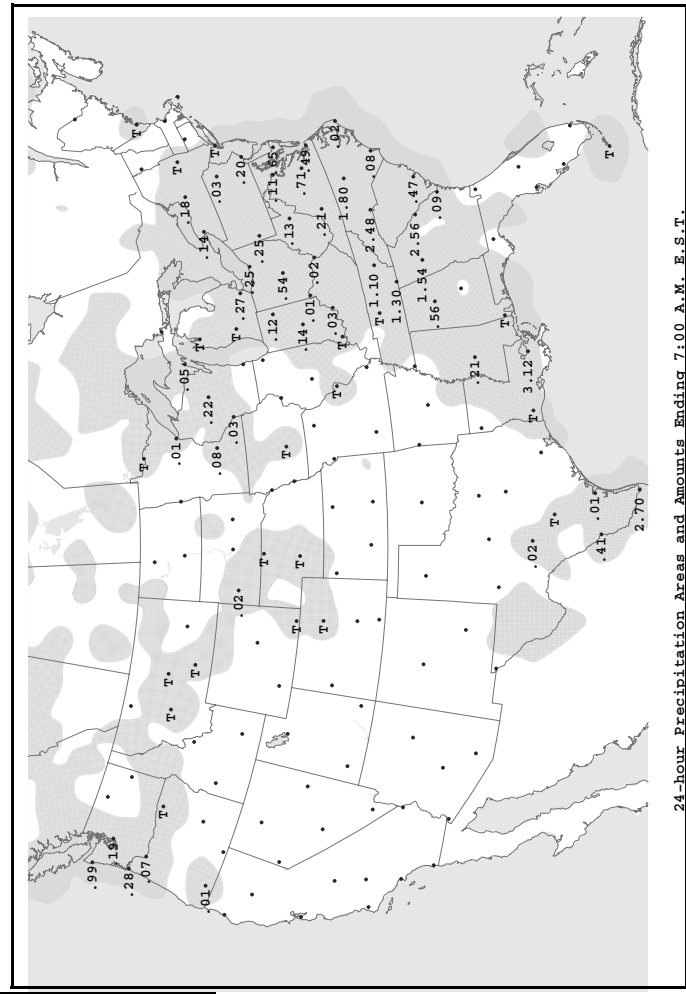 .99
.19
.28
T
T
.07
T
T
T
.01
T
.05
.18
T
.01
T
.22
.14
T
.01
.08
.03
T
.03
T
.02
.27
.20
.25
.25
T
.12
.11
.65
.54
T
.13
T
T
.14
.71
.49
.01
.02
T
.21
.03
.02
T
T
1.80
2.48
.08
1.10
T
1.30
.47
2.56
1.54
.56
.09
.21
T
3.12
T
.02
T
.01
.41
T
2.70
24-hour Precipitation Areas and Amounts Ending 7:00 A.M. E.S.T.